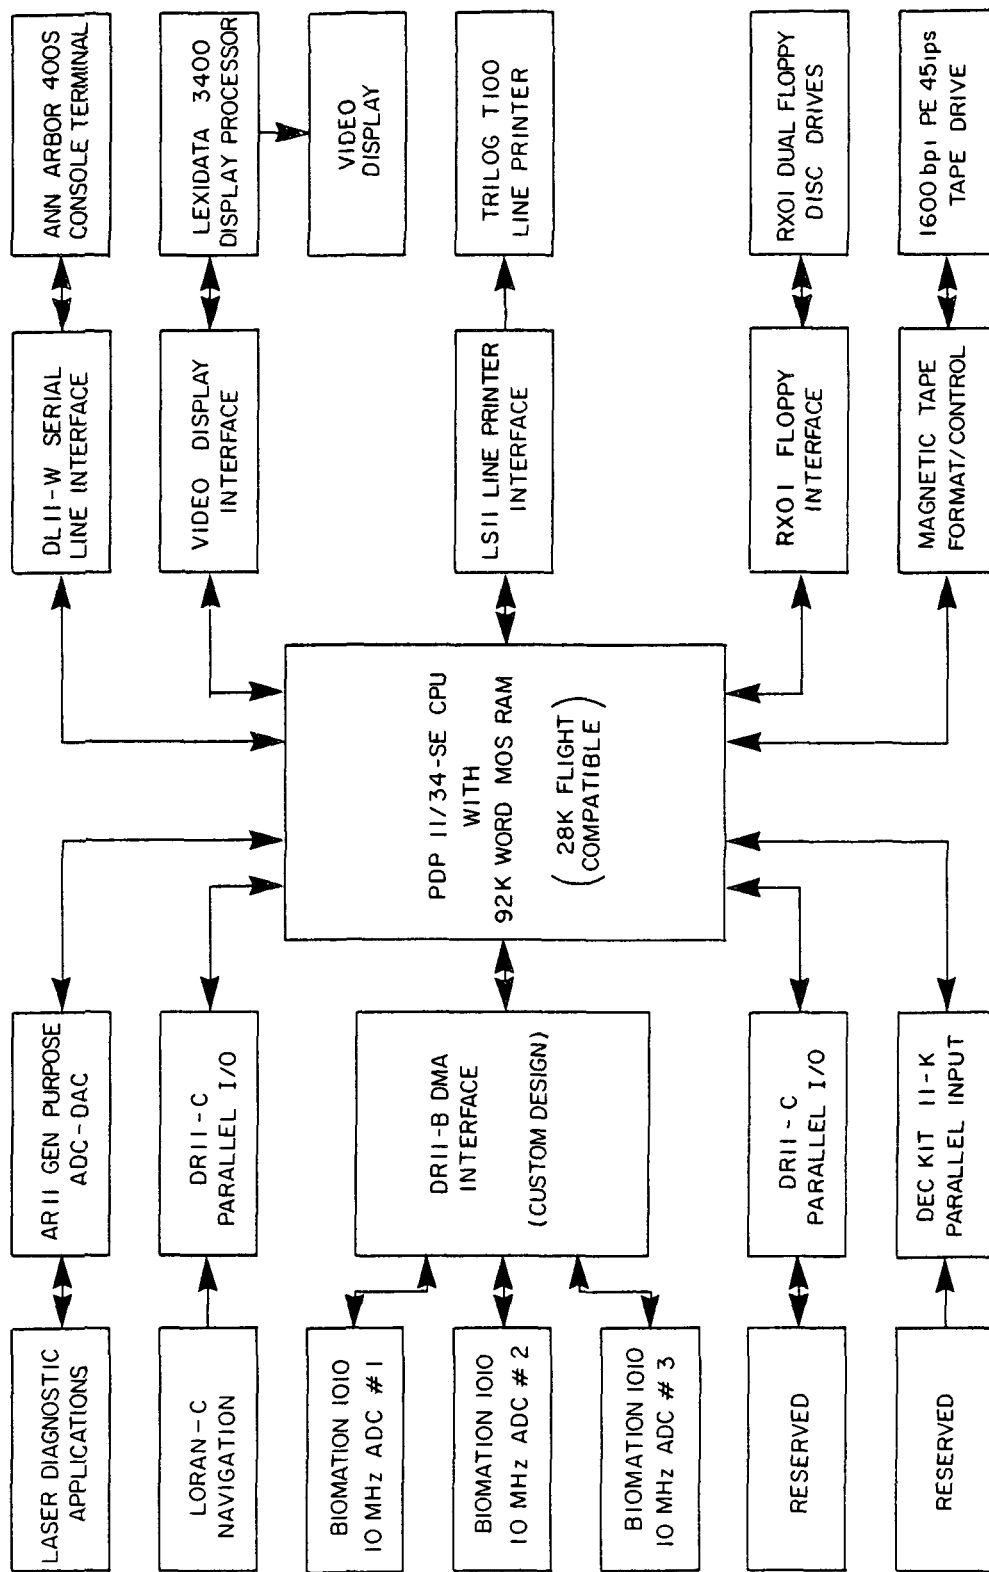 LASER DIAGNOSTIC
APPLICATIONS
LORAN-C
NAVIGATION
BIOMATION 1010
10 MHz ADC #1
BIOMATION 1010
10 MHz ADC #2
BIOMATION 1010
10 MHz ADC #3
RESERVED
RESERVED
AR11 GEN PURPOSE
ADC-DAC
DR11-C
PARALLEL I/O
DR11-B DMA
INTERFACE
(CUSTOM DESIGN)
DR11-C
PARALLEL I/O
DEC KIT 11-K
PARALLEL INPUT
PDP 11/34-SE CPU
WITH
92K WORD MOS RAM
(28K FLIGHT
COMPATIBLE)
DL11-W SERIAL
LINE INTERFACE
VIDEO DISPLAY
INTERFACE
LS11 LINE PRINTER
INTERFACE
RX01 FLOPPY
INTERFACE
MAGNETIC TAPE
FORMAT/CONTROL
ANN ARBOR 400S
CONSOLE TERMINAL
LEXIDATA 3400
DISPLAY PROCESSOR
VIDEO
DISPLAY
TRILOG T100
LINE PRINTER
RX01 DUAL FLOPPY
DISC DRIVES
1600 bpi PE 45ips
TAPE DRIVE